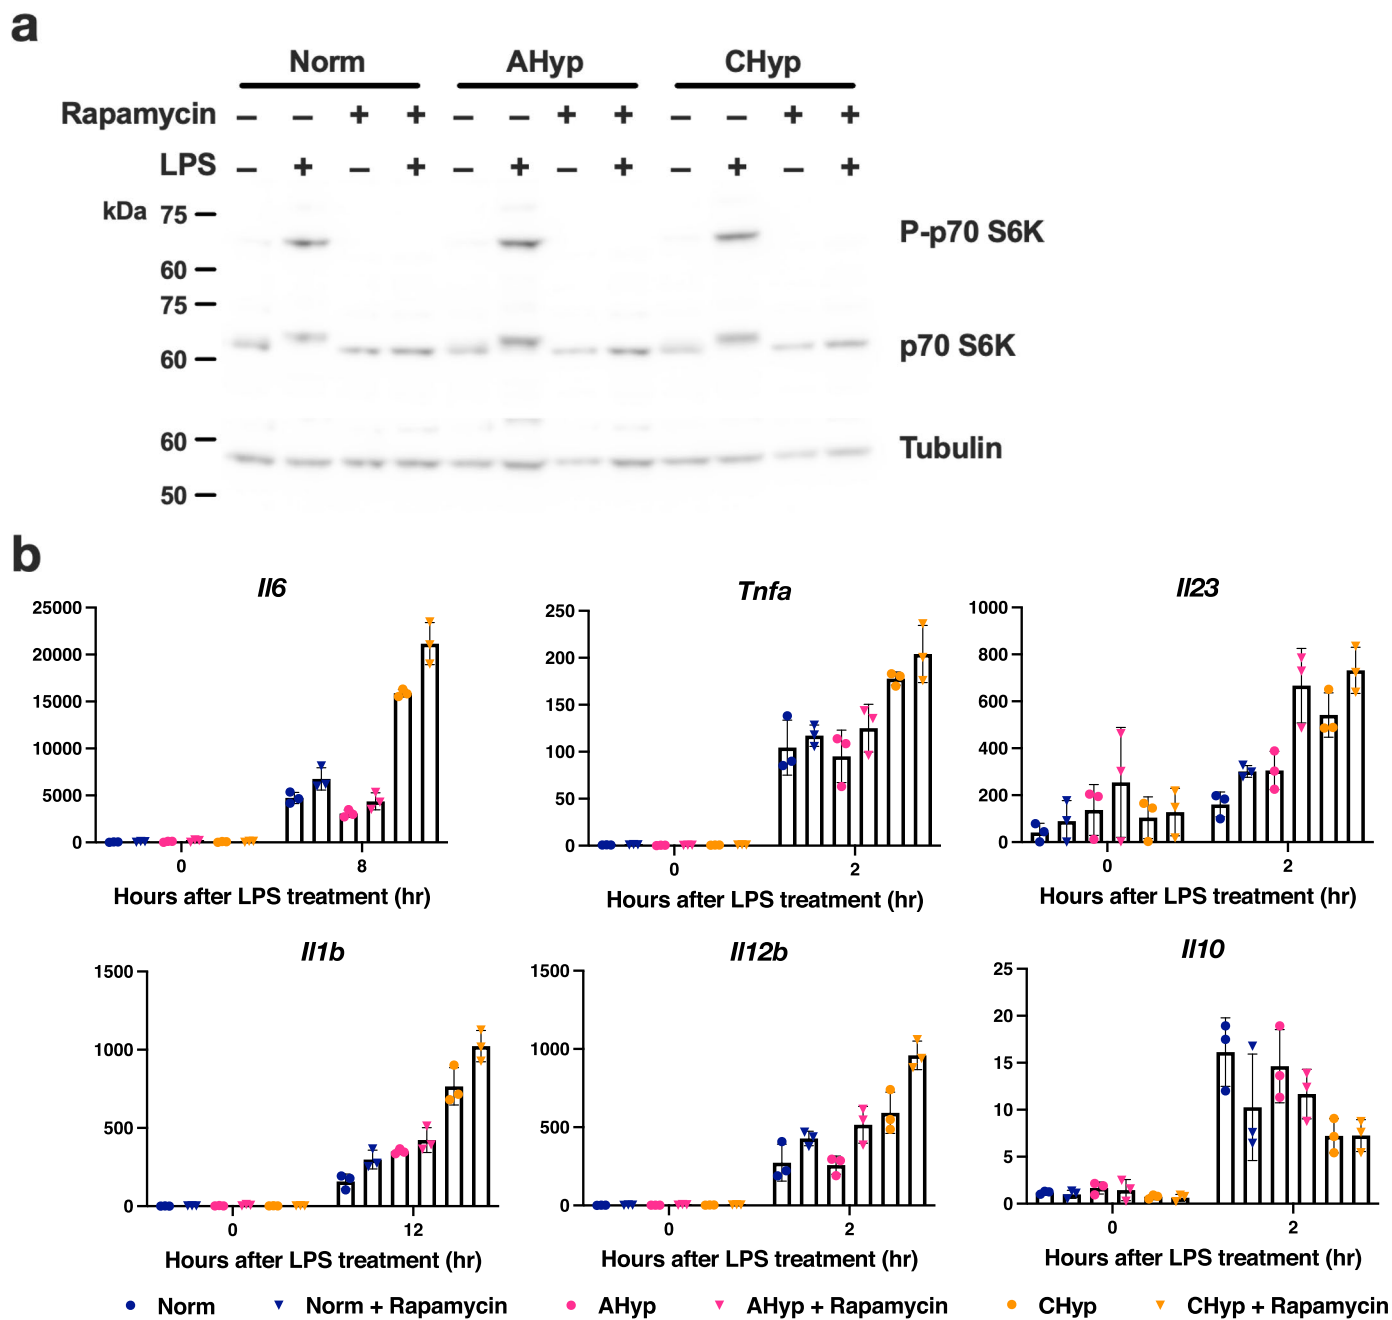 a
Norm AHyp CHyp
Rapamycin – – + + – – + + – – + +
LPS – + – + – + – + – + – +
kDa 75
P-p70 S6K
60
75
p70 S6K
60
60
Tubulin
50
b
Il6 Tnfa Il23
25000
20000
15000
10000
5000
0
0 8
Hours after LPS treatment (hr)
250
200
150
100
50
0
0 2
Hours after LPS treatment (hr)
1000
800
600
400
200
0
0 2
Hours after LPS treatment (hr)
Il1b Il12b Il10
1500
1000
500
0
0 12
Hours after LPS treatment (hr)
1500
1000
500
0
0 2
Hours after LPS treatment (hr)
25
20
15
10
5
0
0 2
Hours after LPS treatment (hr)
Norm Norm + Rapamycin AHyp AHyp + Rapamycin CHyp CHyp + Rapamycin